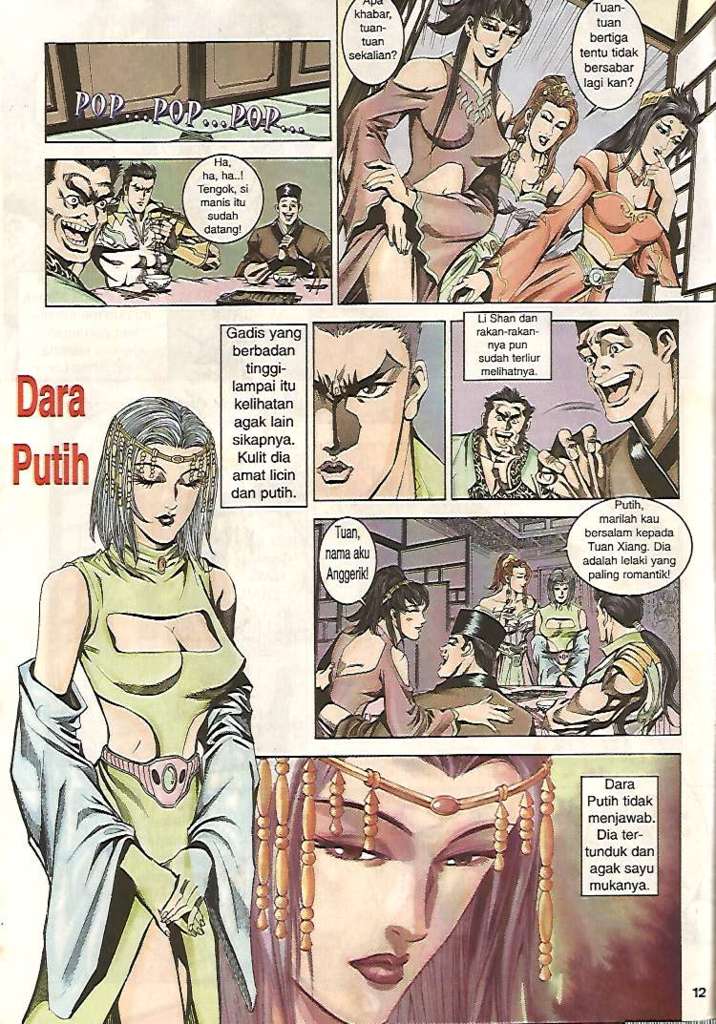 POP...POP...POP...
Apa
khabar,
tuan-
tuan
sekalian?
Tuan-
tuan
bertiga
tentu tidak
bersabar
lagi kan?
Ha,
ha, ha..!
Tengok, si
manis itu
sudah
datang!
Dara
Putih
Gadis yang
berbadan
tinggi-
lampai itu
kelihatan
agak lain
sikapnya.
Kulit dia
amat licin
dan putih.
Li Shan dan
rakan-rakan-
nya pun
sudah terliur
melihatnya.
Tuan,
nama aku
Anggerik!
Putih,
marilah kau
bersalam kepada
Tuan Xiang. Dia
adalah lelaki yang
paling romantik!
Dara
Putih tidak
menjawab.
Dia ter-
tunduk dan
agak sayu
mukanya.
12